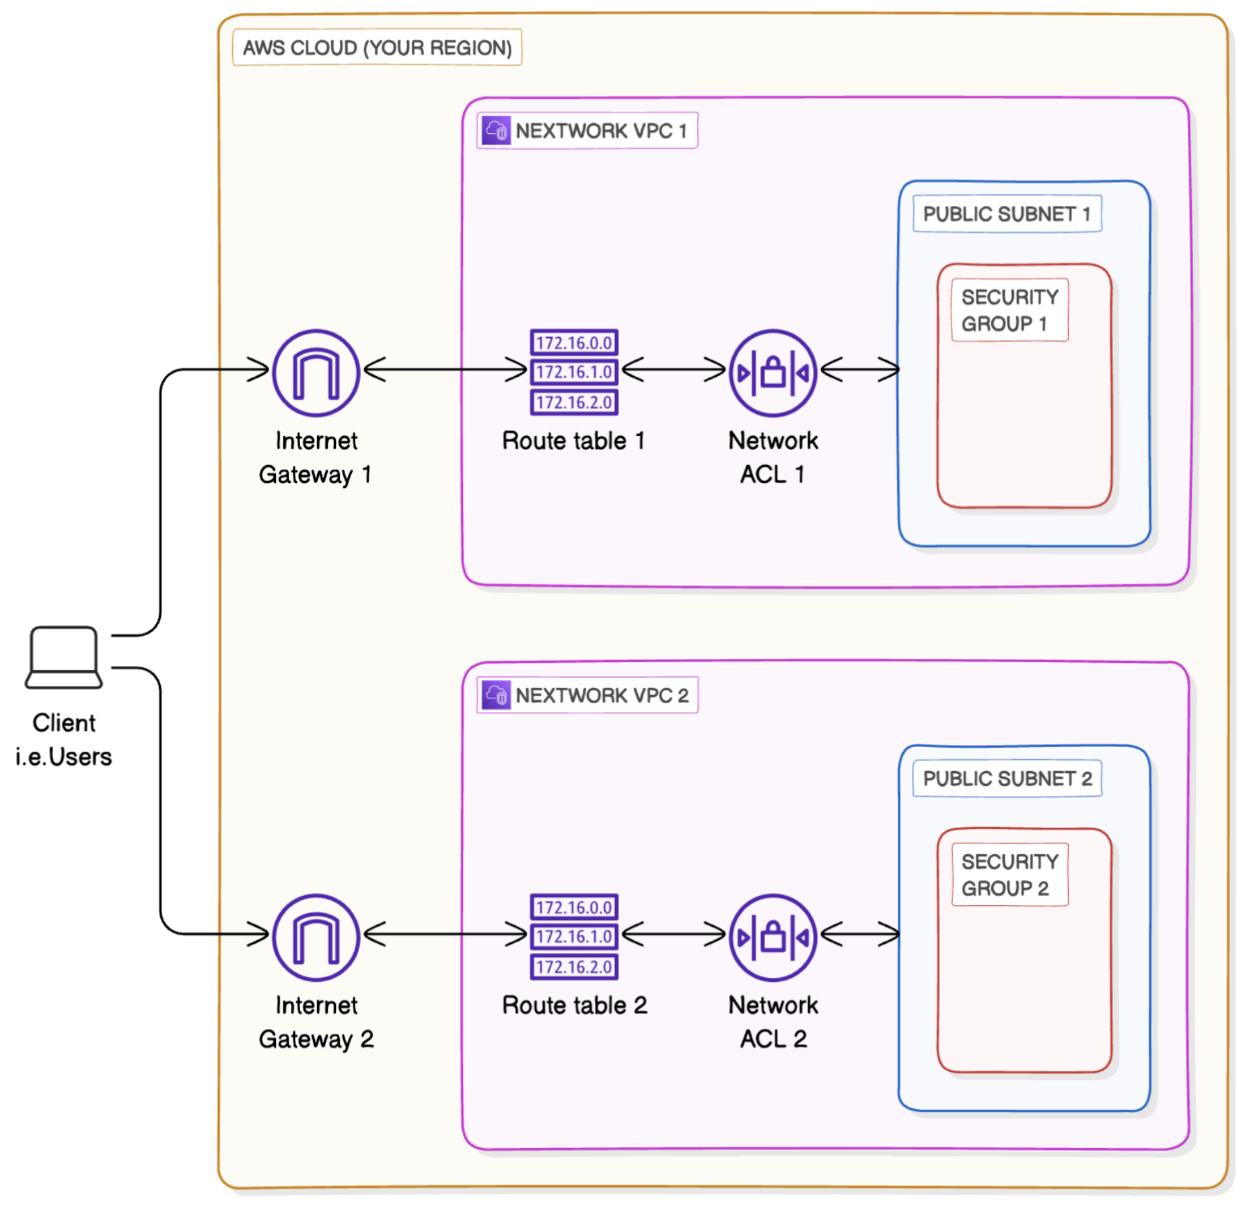 AWS CLOUD (YOUR REGION)
NEXTWORK VPC 1
PUBLIC SUBNET 1
SECURITY
GROUP 1
172.16.0.0
172.16.1.0
172.16.2.0
Internet
Gateway 1
Route table 1
Network
ACL 1
Client
i.e.Users
NEXTWORK VPC 2
PUBLIC SUBNET 2
SECURITY
GROUP 2
172.16.0.0
172.16.1.0
172.16.2.0
Internet
Gateway 2
Route table 2
Network
ACL 2